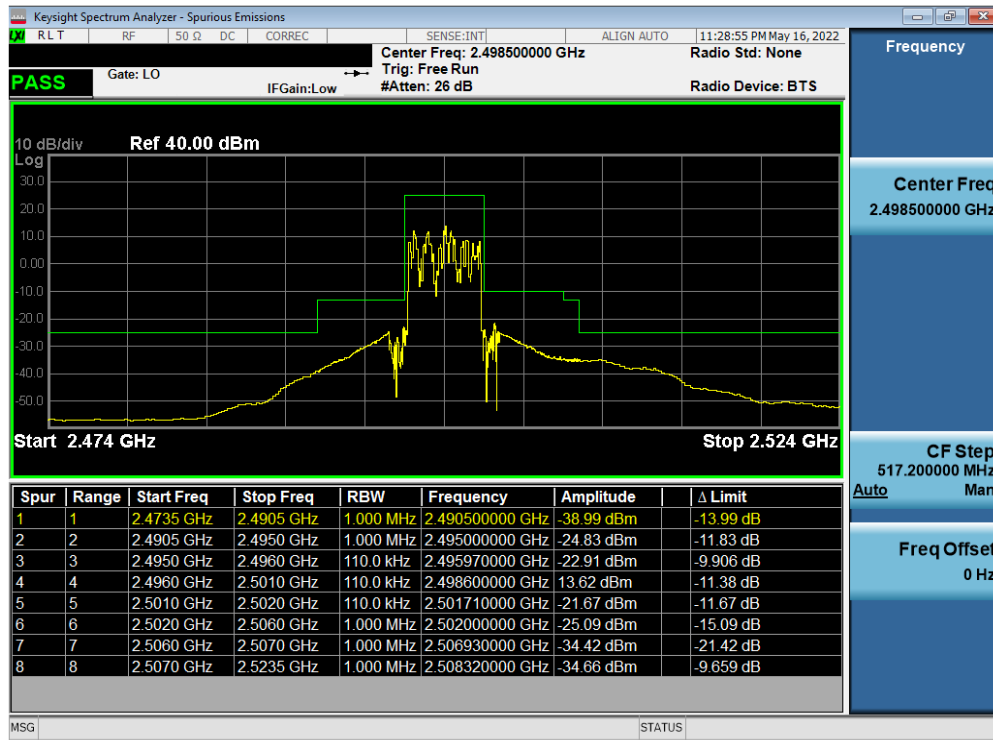 Keysight Spectrum Analyzer - Spurious Emissions
LXI RLT RF 50 Ω DC CORREC SENSE:INT ALIGN AUTO 11:28:55 PM May 16, 2022
Center Freq: 2.498500000 GHz Radio Std: None
PASS Gate: LO Trig: Free Run
IFGain:Low #Atten: 26 dB Radio Device: BTS
10 dB/div Ref 40.00 dBm
Log
30.0
20.0
10.0
0.00
-10.0
-20.0
-30.0
-40.0
-50.0
Start 2.474 GHz Stop 2.524 GHz
Spur Range Start Freq Stop Freq RBW Frequency Amplitude Δ Limit
1 1 2.4735 GHz 2.4905 GHz 1.000 MHz 2.490500000 GHz -38.99 dBm -13.99 dB
2 2 2.4905 GHz 2.4950 GHz 1.000 MHz 2.495000000 GHz -24.83 dBm -11.83 dB
3 3 2.4950 GHz 2.4960 GHz 110.0 kHz 2.495970000 GHz -22.91 dBm -9.906 dB
4 4 2.4960 GHz 2.5010 GHz 110.0 kHz 2.498600000 GHz 13.62 dBm -11.38 dB
5 5 2.5010 GHz 2.5020 GHz 110.0 kHz 2.501710000 GHz -21.67 dBm -11.67 dB
6 6 2.5020 GHz 2.5060 GHz 1.000 MHz 2.502000000 GHz -25.09 dBm -15.09 dB
7 7 2.5060 GHz 2.5070 GHz 1.000 MHz 2.506930000 GHz -34.42 dBm -21.42 dB
8 8 2.5070 GHz 2.5235 GHz 1.000 MHz 2.508320000 GHz -34.66 dBm -9.659 dB
MSG STATUS
Frequency
Center Freq
2.498500000 GHz
CF Step
517.200000 MHz
Auto Man
Freq Offset
0 Hz